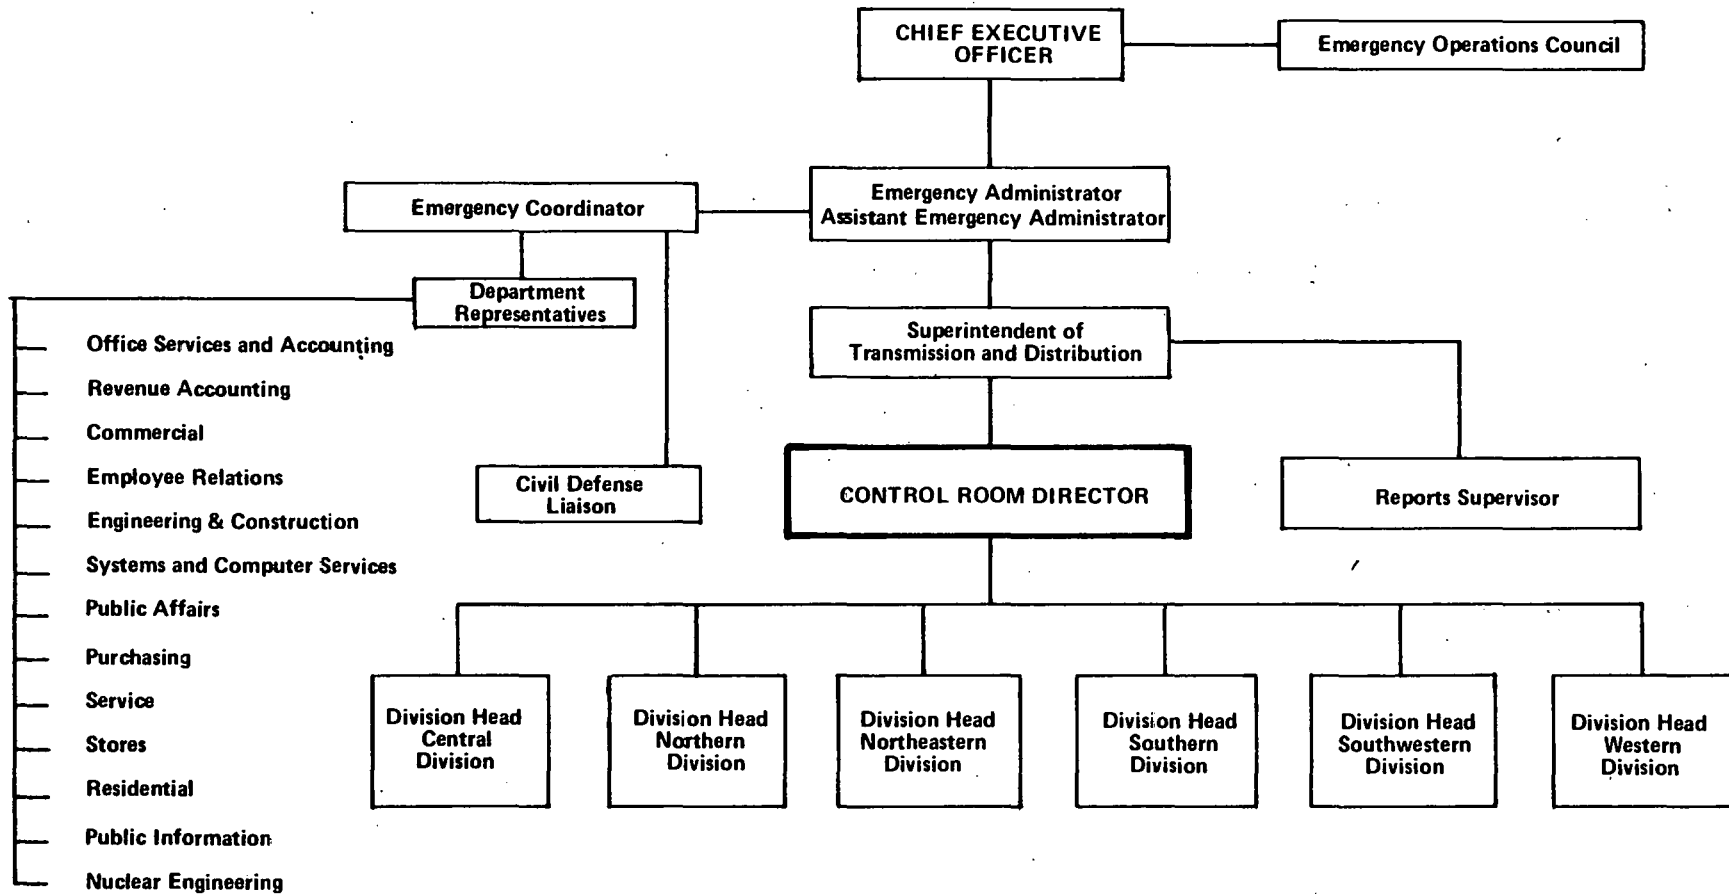 CHIEF EXECUTIVE
OFFICER
Emergency Operations Council
Emergency Coordinator
Emergency Administrator
Assistant Emergency Administrator
Department
Representatives
Superintendent of
Transmission and Distribution
Office Services and Accounting
Revenue Accounting
Commercial
Employee Relations
Engineering & Construction
Systems and Computer Services
Public Affairs
Purchasing
Service
Stores
Residential
Public Information
Nuclear Engineering
Civil Defense
Liaison
CONTROL ROOM DIRECTOR
Reports Supervisor
Division Head
Central
Division
Division Head
Northern
Division
Division Head
Northeastern
Division
Division Head
Southern
Division
Division Head
Southwestern
Division
Division Head
Western
Division